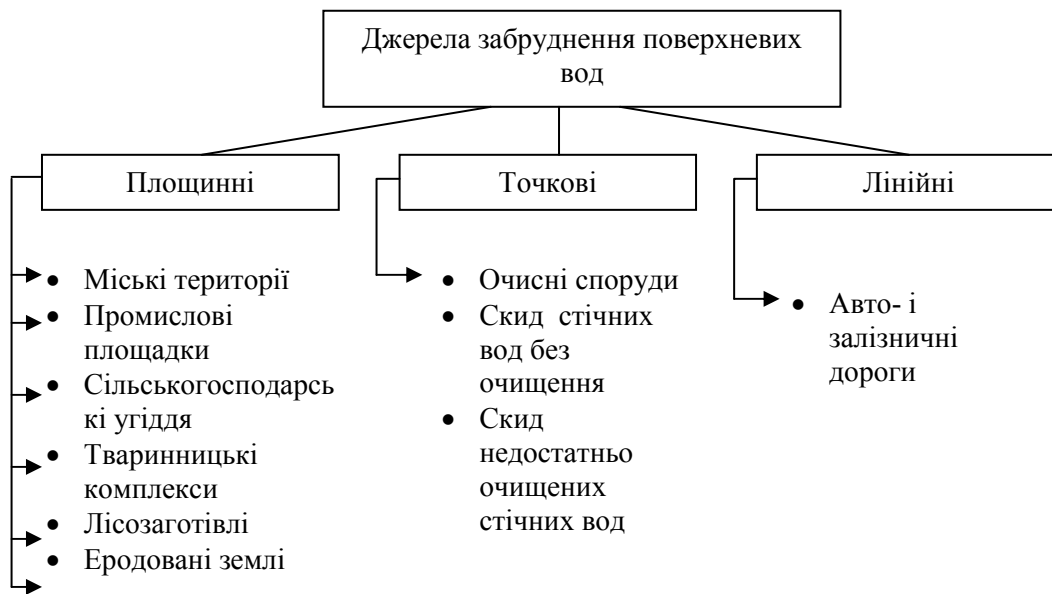 Джерела забруднення поверхневих
вод
Площинні
• Міські території
• Промислові
площадки
• Сільськогосподарсь
кі угіддя
• Тваринницькі
комплекси
• Лісозаготівлі
• Еродовані землі
Точкові
• Очисні споруди
• Скид стічних
вод без
очищення
• Скид
недостатньо
очищених
стічних вод
Лінійні
• Авто- і
залізничні
дороги